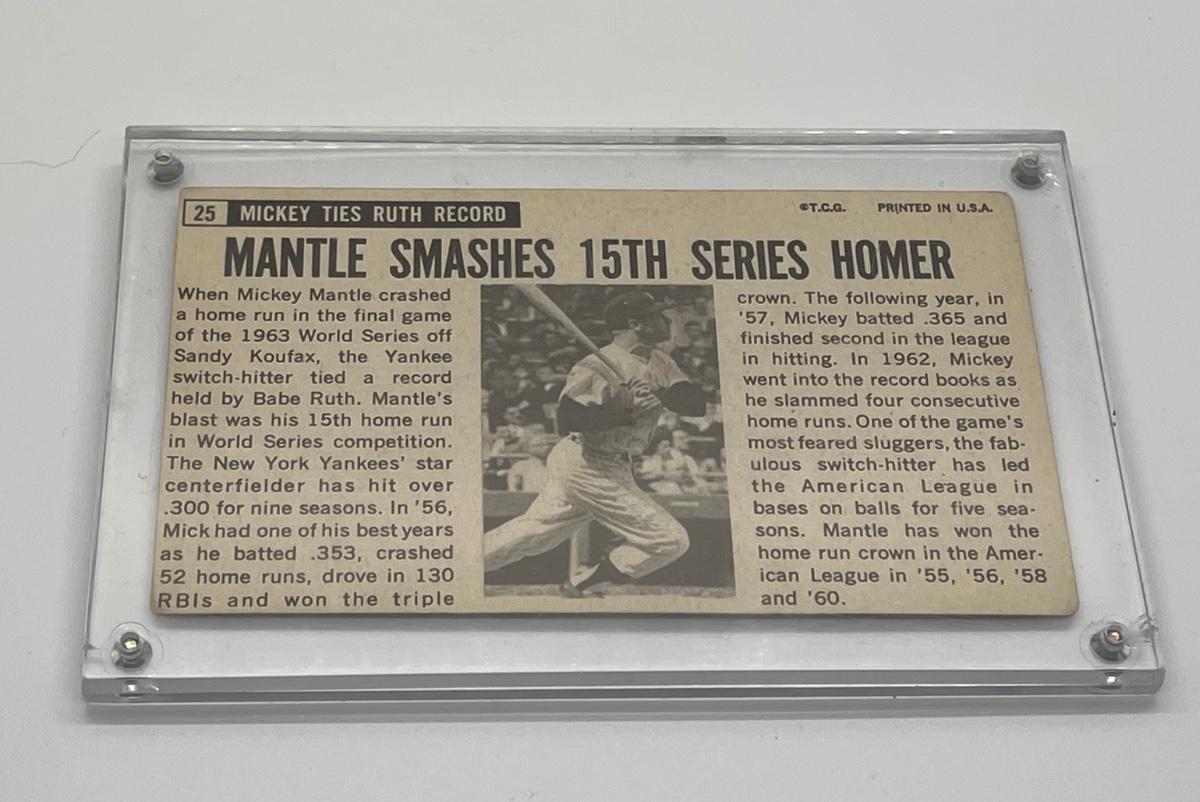 25 MICKEY TIES RUTH RECORD
©T.C.G. PRINTED IN U.S.A.
MANTLE SMASHES 15TH SERIES HOMER
When Mickey Mantle crashed
a home run in the final game
of the 1963 World Series off
Sandy Koufax, the Yankee
switch-hitter tied a record
held by Babe Ruth. Mantle's
blast was his 15th home run
in World Series competition.
The New York Yankees' star
centerfielder has hit over
.300 for nine seasons. In '56,
Mick had one of his best years
as he batted .353, crashed
52 home runs, drove in 130
RBIs and won the triple
crown. The following year, in
'57, Mickey batted .365 and
finished second in the league
in hitting. In 1962, Mickey
went into the record books as
he slammed four consecutive
home runs. One of the game's
most feared sluggers, the fab-
ulous switch-hitter has led
the American League in
bases on balls for five sea-
sons. Mantle has won the
home run crown in the Amer-
ican League in '55, '56, '58
and '60.